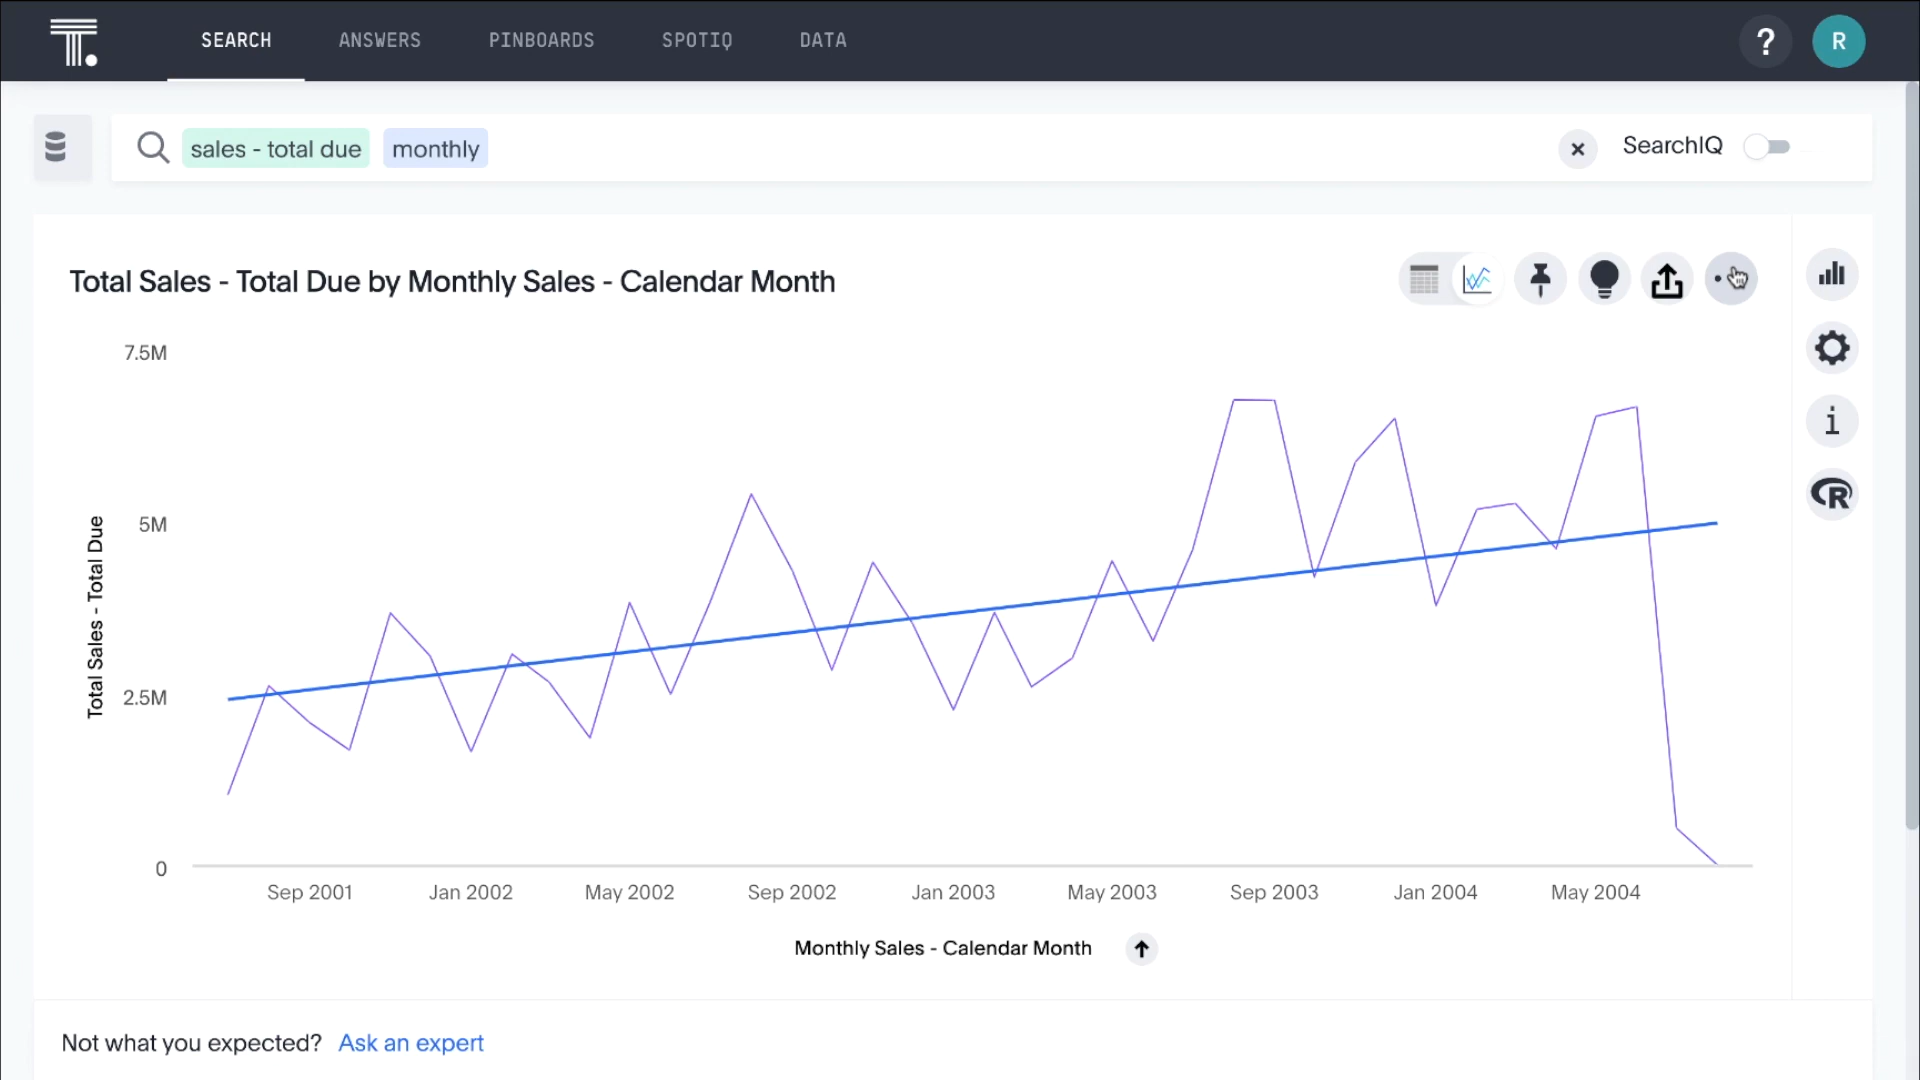 SEARCH ANSWERS PINBOARDS SPOTIQ DATA ? R
sales - total due monthly SearchIQ
Total Sales - Total Due by Monthly Sales - Calendar Month
7.5M
5M
2.5M
0
Total Sales - Total Due
Sep 2001 Jan 2002 May 2002 Sep 2002 Jan 2003 May 2003 Sep 2003 Jan 2004 May 2004
Monthly Sales - Calendar Month
i
R
Not what you expected? Ask an expert